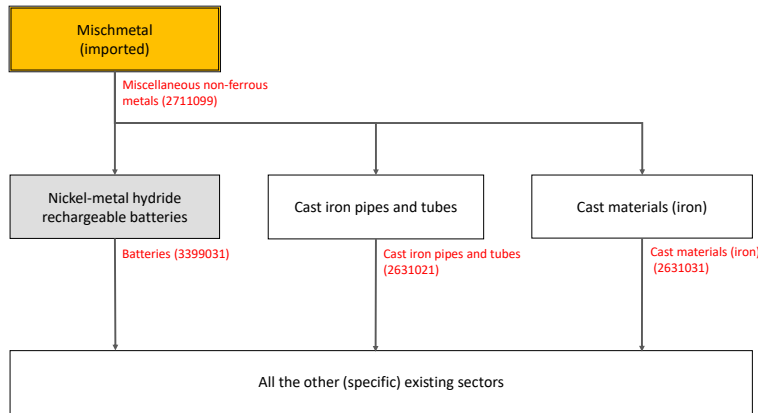 Mischmetal
(imported)
Miscellaneous non-ferrous
metals (2711099)
Nickel-metal hydride
rechargeable batteries
Cast iron pipes and tubes
Cast materials (iron)
Batteries (3399031)
Cast iron pipes and tubes
(2631021)
Cast materials (iron)
(2631031)
All the other (specific) existing sectors